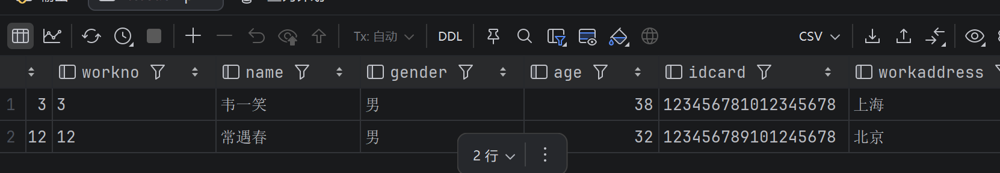 Tx: 自动 DDL CSV
workno name gender age idcard workaddress
1 3 3 韦一笑 男 38 123456781012345678 上海
2 12 12 常遇春 男 32 123456789101245678 北京
2 行